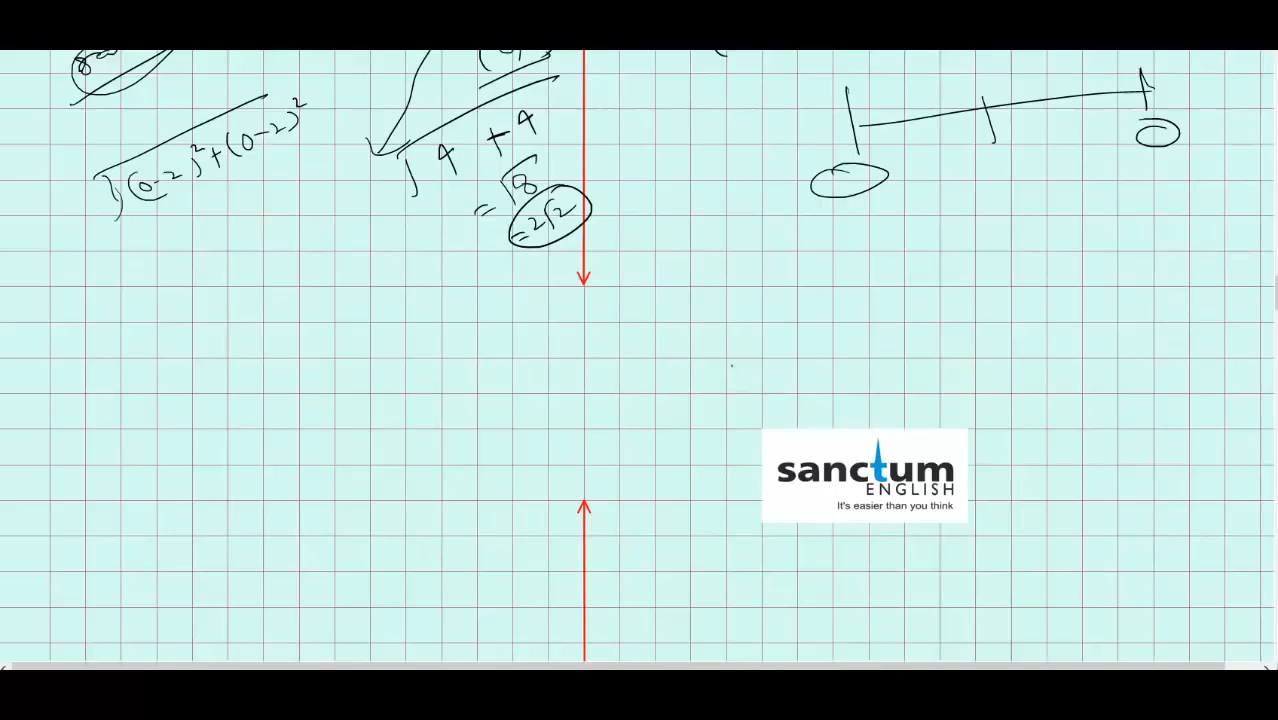 √(0-2)²+(0-2)²
√4 + 4
= √8
= 2√2
sanctum
ENGLISH
It's easier than you think